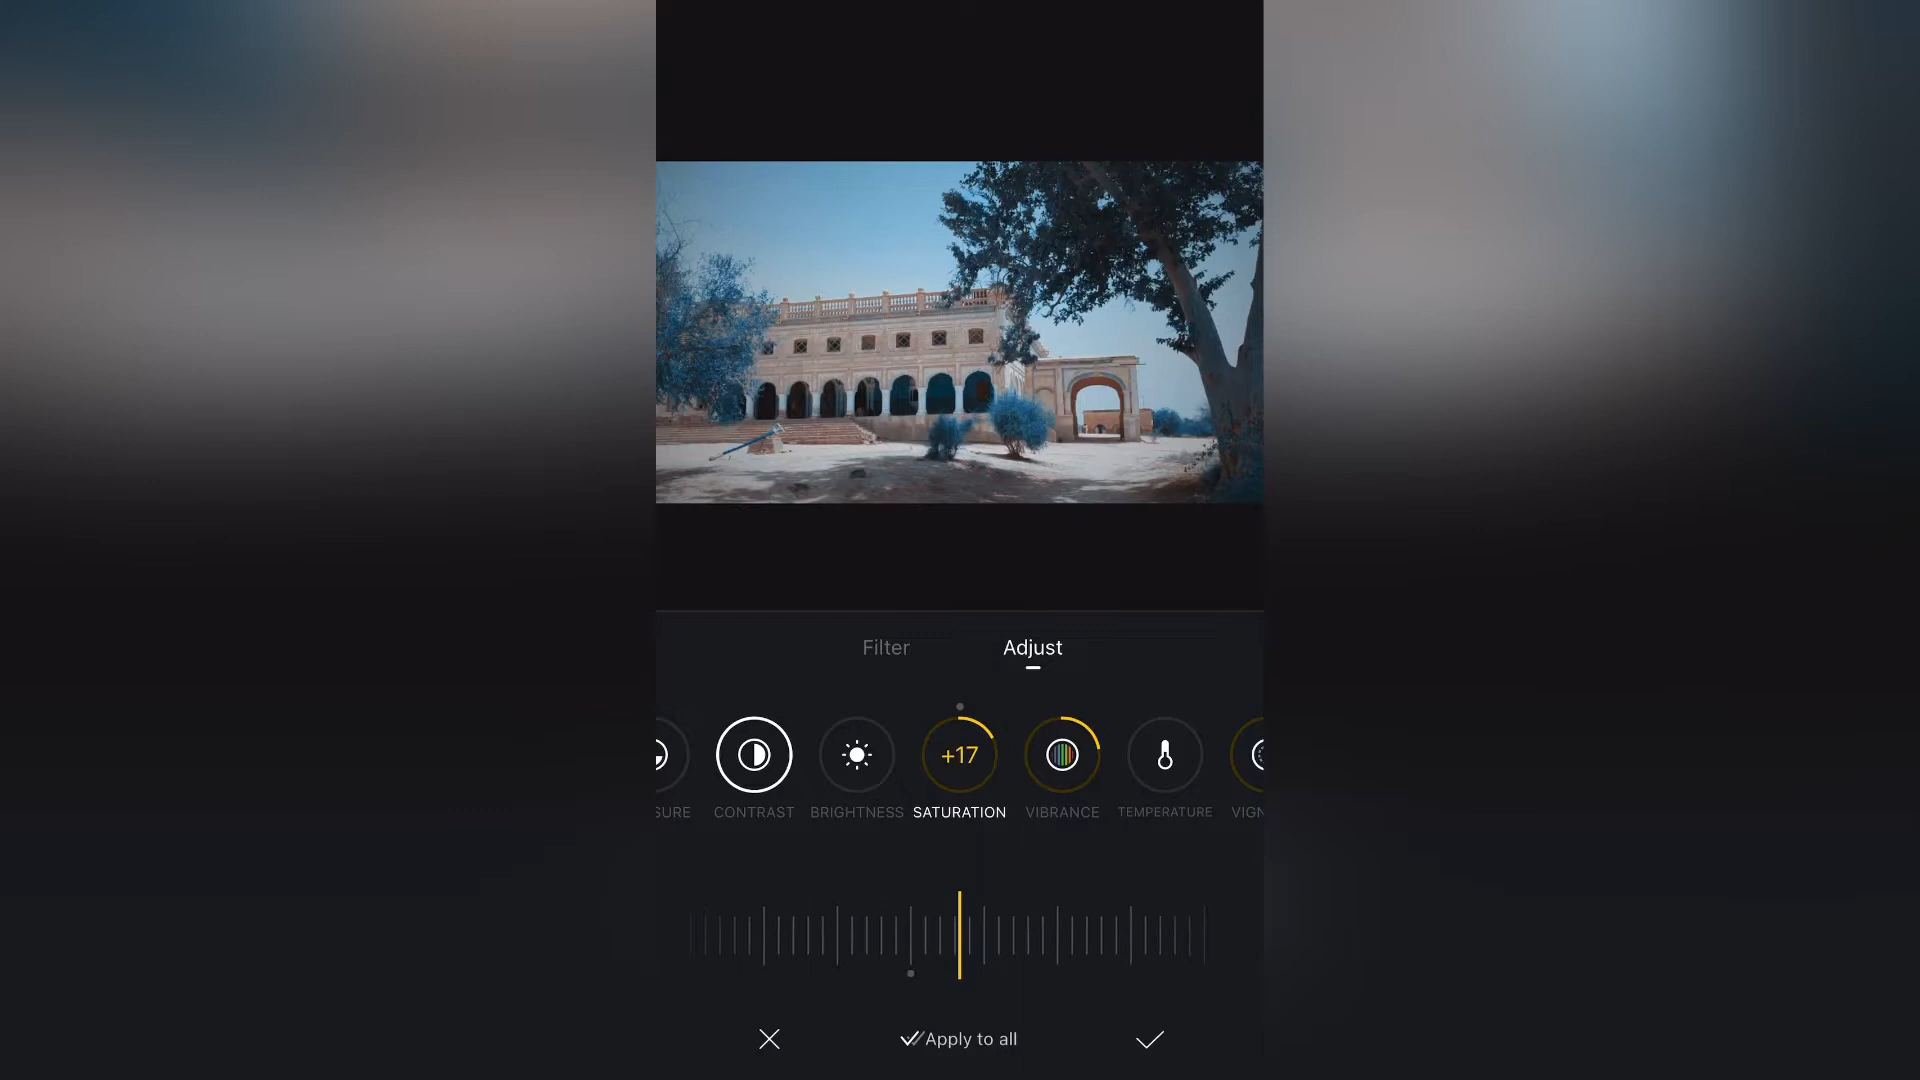 Filter Adjust
+17
SURE CONTRAST BRIGHTNESS SATURATION VIBRANCE TEMPERATURE VIGN
Apply to all